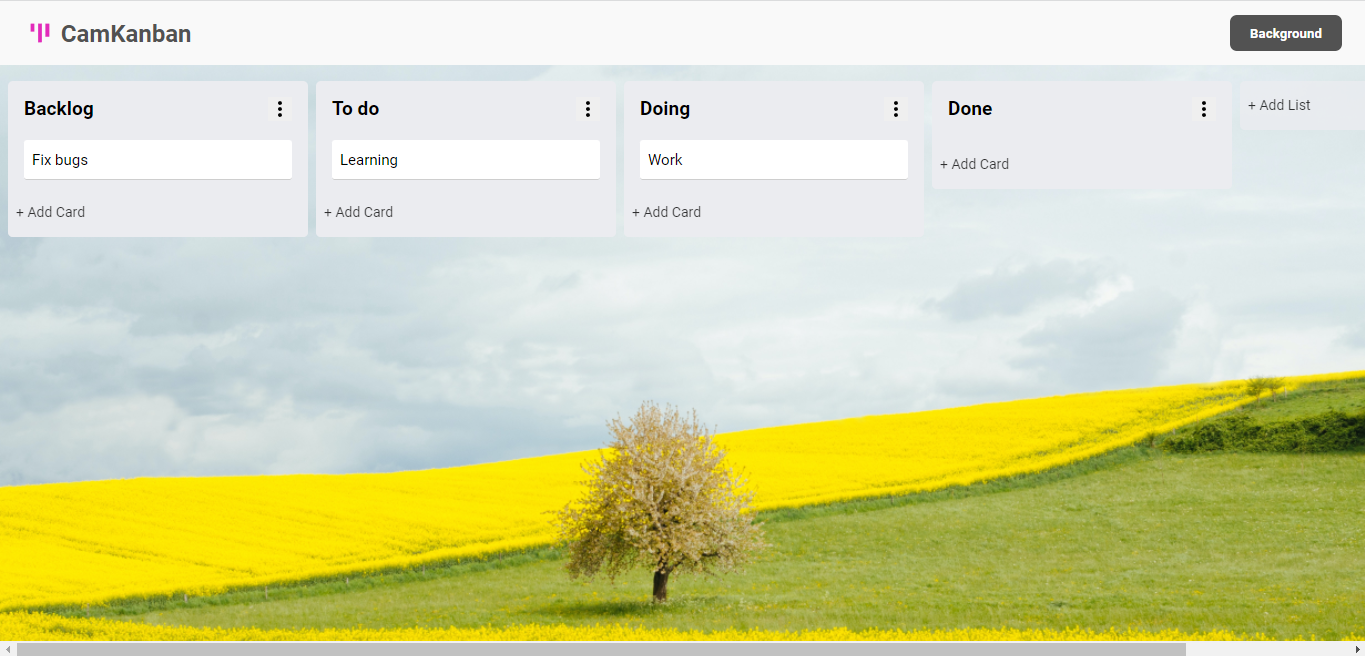 CamKanban
Background
Backlog
Fix bugs
+ Add Card
To do
Learning
+ Add Card
Doing
Work
+ Add Card
Done
+ Add Card
+ Add List